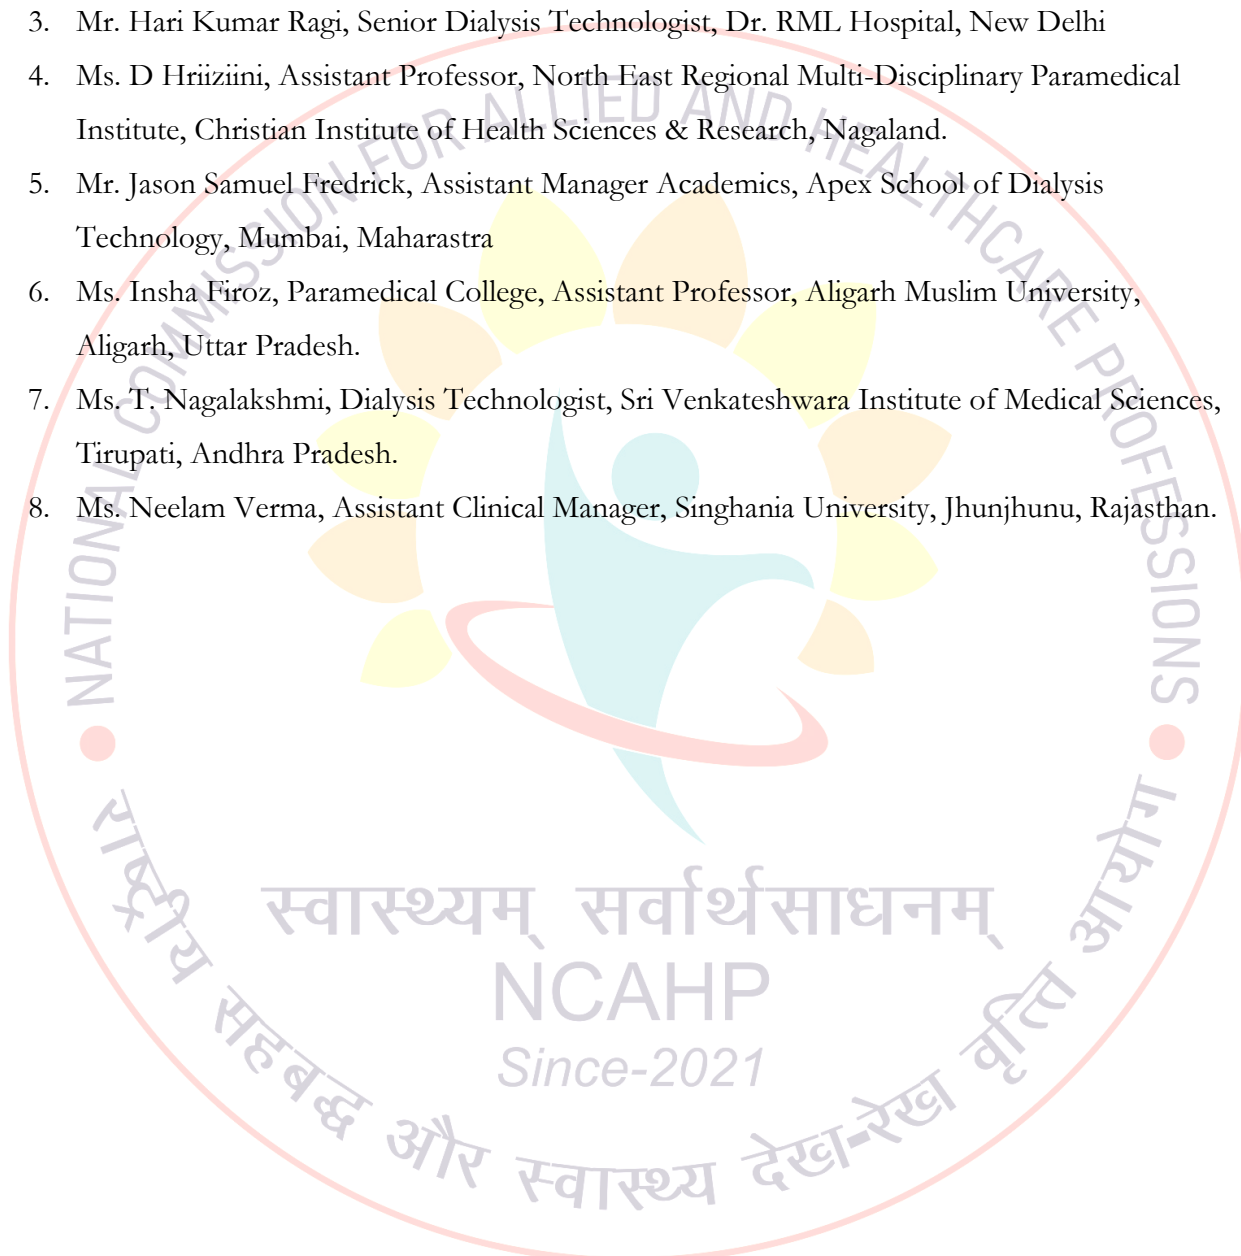 3. Mr. Hari Kumar Ragi, Senior Dialysis Technologist, Dr. RML Hospital, New Delhi
4. Ms. D Hriiziini, Assistant Professor, North East Regional Multi-Disciplinary Paramedical
Institute, Christian Institute of Health Sciences & Research, Nagaland.
5. Mr. Jason Samuel Fredrick, Assistant Manager Academics, Apex School of Dialysis
Technology, Mumbai, Maharastra
6. Ms. Insha Firoz, Paramedical College, Assistant Professor, Aligarh Muslim University,
Aligarh, Uttar Pradesh.
7. Ms. T. Nagalakshmi, Dialysis Technologist, Sri Venkateshwara Institute of Medical Sciences,
Tirupati, Andhra Pradesh.
8. Ms. Neelam Verma, Assistant Clinical Manager, Singhania University, Jhunjhunu, Rajasthan.
NATIONAL COMMISSION FOR ALLIED AND HEALTHCARE PROFESSIONS
स्वास्थ्यम् सर्वार्थसाधनम्
NCAHP
Since-2021
राष्ट्रीय सहबद्ध और स्वास्थ्य देख-रेख वृत्ति आयोग